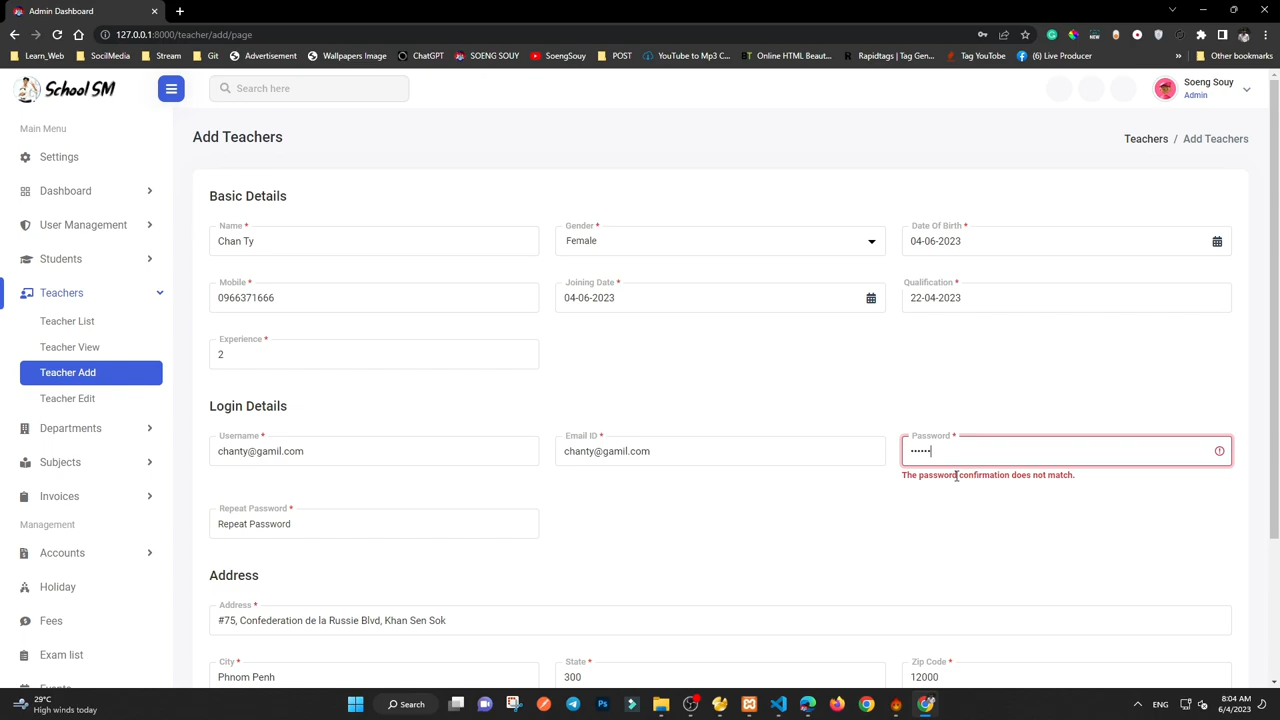 Admin Dashboard
127.0.0.1:8000/teacher/add/page
Learn_Web SocilMedia Stream Git Advertisement Wallpapes Image ChatGPT SOENG SOUY SoengSouy POST YouTube to Mp3 C... Online HTML Beautif... Rapidtags | Tag Gen... Tag YouTube (6) Live Producer » Other bookmarks
School SM
Search here
Soeng Souy
Admin
Main Menu
Settings
Dashboard
User Management
Students
Teachers
Teacher List
Teacher View
Teacher Add
Teacher Edit
Departments
Subjects
Invoices
Management
Accounts
Holiday
Fees
Exam list
Add Teachers
Teachers / Add Teachers
Basic Details
Name * Gender * Date Of Birth *
Chan Ty Female 04-06-2023
Mobile * Joining Date * Qualification *
0966371666 04-06-2023 22-04-2023
Experience *
2
Login Details
Username * Email ID * Password *
chanty@gamil.com chanty@gamil.com ••••••
The password confirmation does not match.
Repeat Password *
Repeat Password
Address
Address *
#75, Confederation de la Russie Blvd, Khan Sen Sok
City * State * Zip Code *
Phnom Penh 300 12000
29°C
High winds today
Search
ENG
8:04 AM
6/4/2023